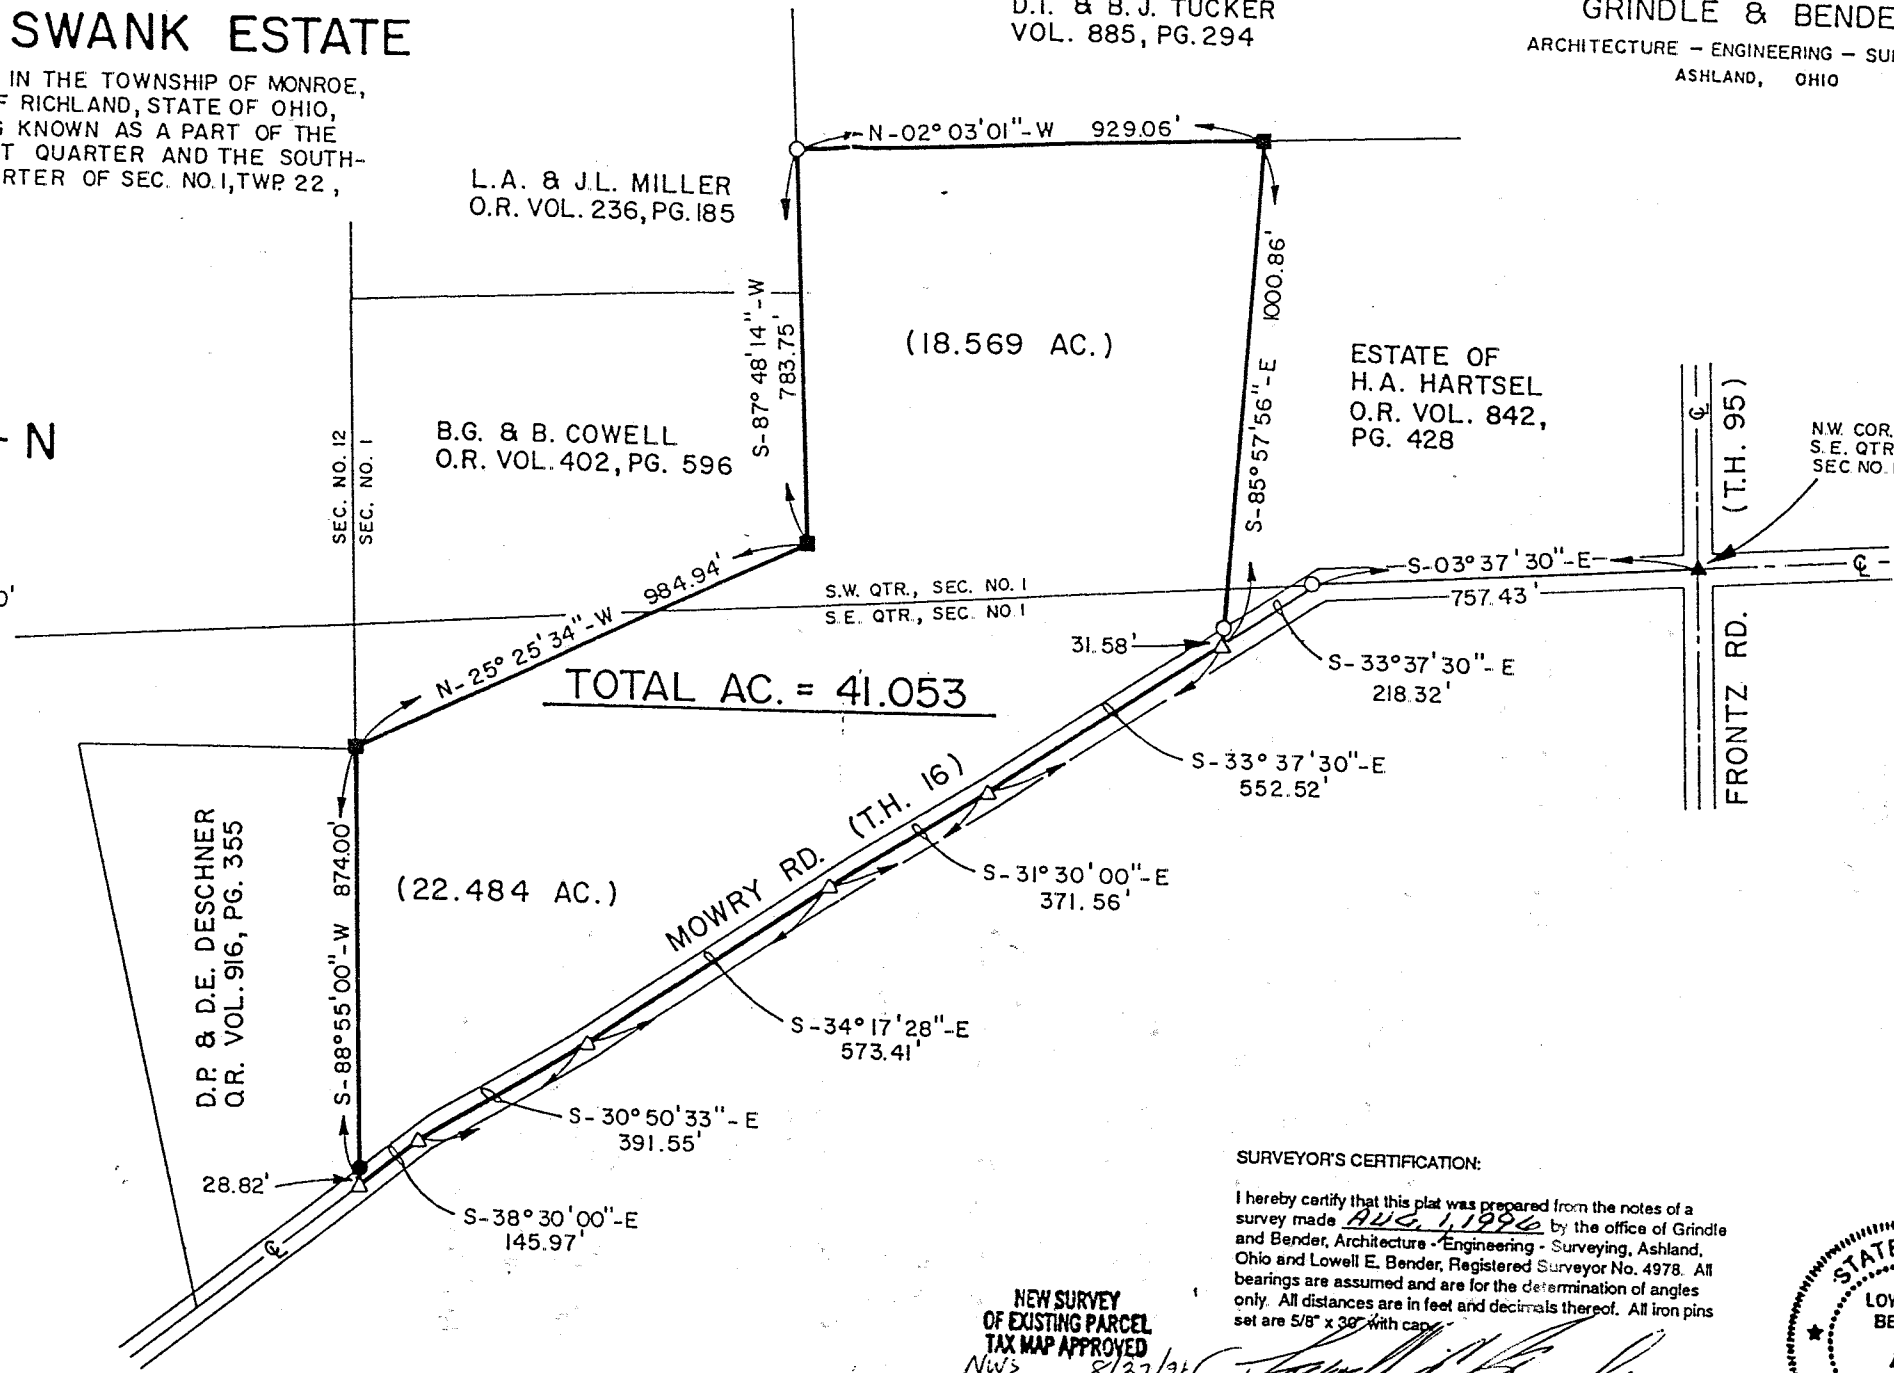 SWANK ESTATE
IN THE TOWNSHIP OF MONROE,
RICHLAND, STATE OF OHIO,
KNOWN AS A PART OF THE
QUARTER AND THE SOUTH-
OF SEC. NO. 1, TWP. 22,
D.I. & B.J. TUCKER
VOL. 885, PG. 294
GRINDLE & BENDE
ARCHITECTURE - ENGINEERING - SU
ASHLAND, OHIO
N-02°03'01"-W 929.06'
L.A. & J.L. MILLER
O.R. VOL. 236, PG. 185
S-87°48'14"-W
783.75'
(18.569 AC.)
S-85°57'56"-E 1000.86'
ESTATE OF
H.A. HARTSEL
O.R. VOL. 842,
PG. 428
(T.H. 95)
FRONTZ RD.
N.W. COR.
S.E. QTR
SEC. NO.
N
B.G. & B. COWELL
O.R. VOL. 402, PG. 596
SEC. NO. 12
SEC. NO. 1
0'
N-25°25'34"-W 984.94'
S.W. QTR., SEC. NO. 1
S.E. QTR., SEC. NO. 1
S-03°37'30"-E
757.43'
31.58'
S-33°37'30"-E
218.32'
TOTAL AC. = 41.053
S-33°37'30"-E
552.52'
MOWRY RD. (T.H. 16)
S-31°30'00"-E
371.56'
D.P. & D.E. DESCHNER
O.R. VOL. 916, PG. 355
S-88°55'00"-W 874.00'
(22.484 AC.)
S-34°17'28"-E
573.41'
S-30°50'33"-E
391.55'
28.82'
S-38°30'00"-E
145.97'
SURVEYOR'S CERTIFICATION:
I hereby certify that this plat was prepared from the notes of a
survey made AUG. 1, 1996 by the office of Grindle
and Bender, Architecture - Engineering - Surveying, Ashland,
Ohio and Lowell E. Bender, Registered Surveyor No. 4978. All
bearings are assumed and are for the determination of angles
only. All distances are in feet and decimals thereof. All iron pins
set are 5/8" x 30" with cap.
NEW SURVEY
OF EXISTING PARCEL
TAX MAP APPROVED
NWS 8/27/96
STATE
LOW
BE